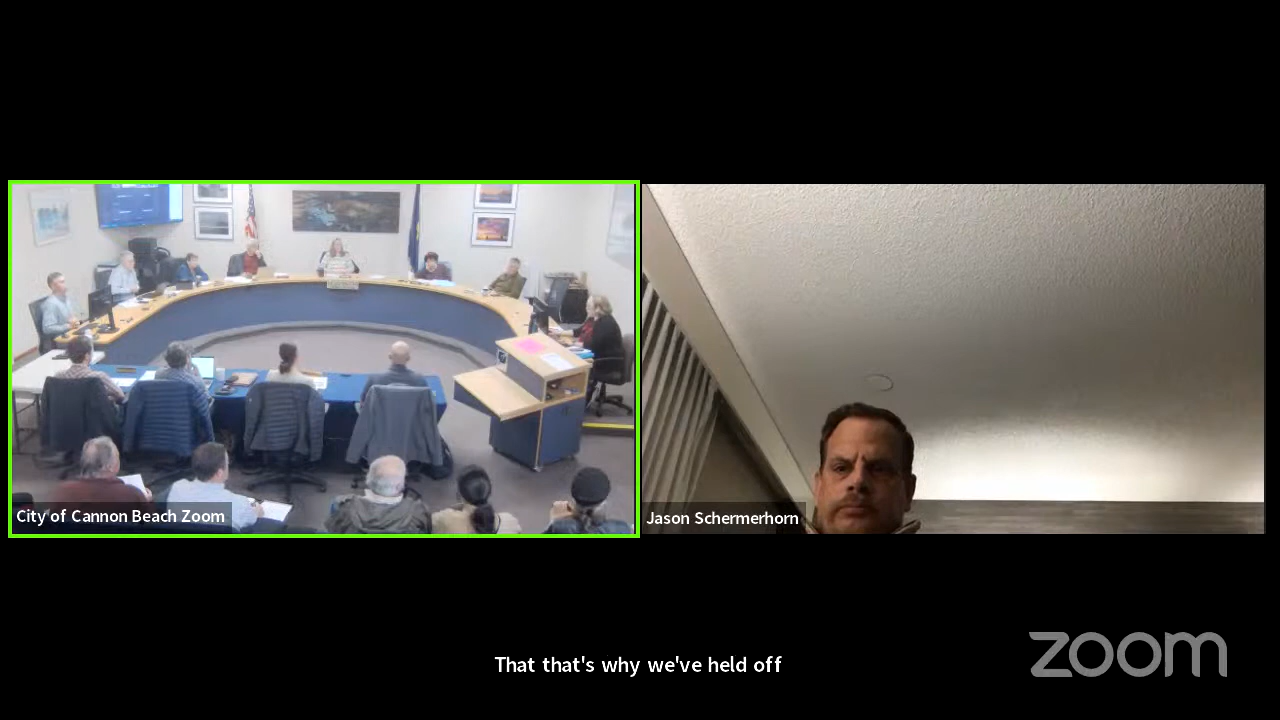 City of Cannon Beach Zoom
Jason Schermerhorn
That that's why we've held off
zoom